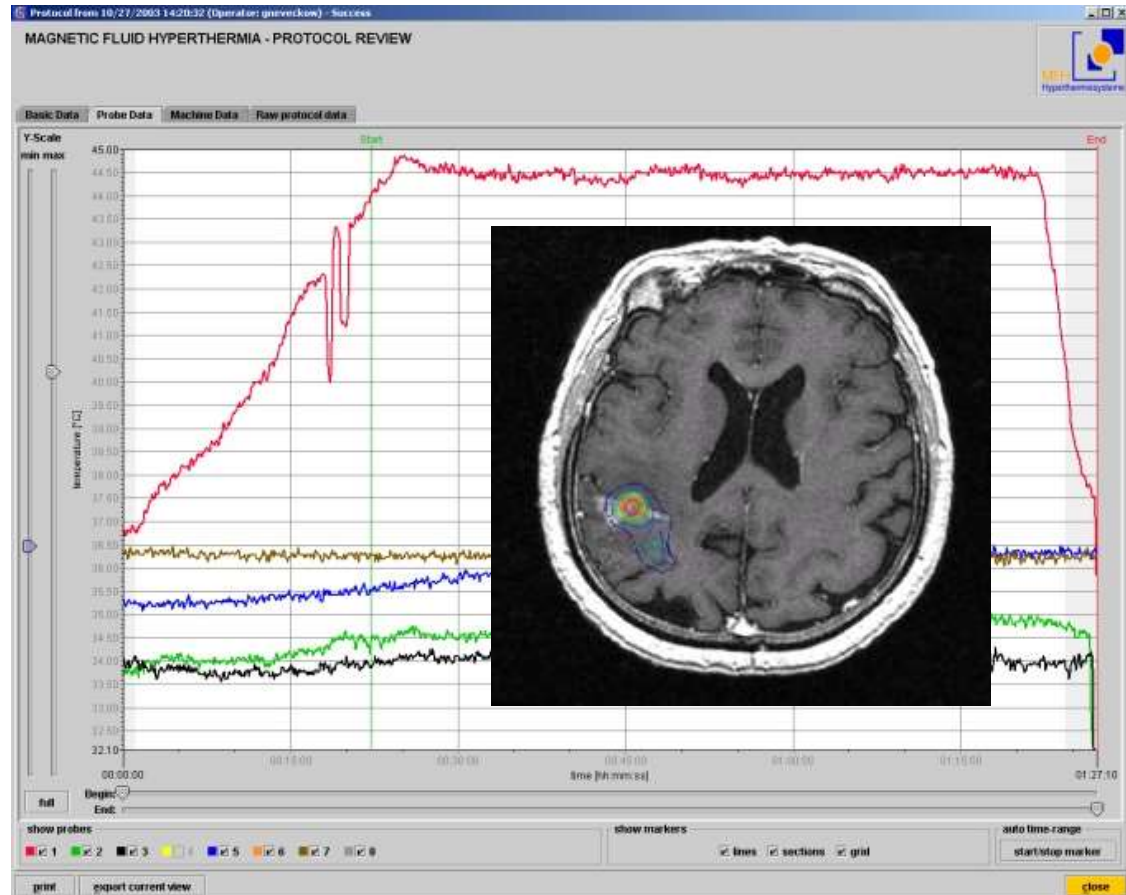 Protocol from 10/27/2003 14:20:32 (Operator: gneveckow) - Success
MAGNETIC FLUID HYPERTHERMIA - PROTOCOL REVIEW
MFH
Hyperthermiesysteme
Basic Data Probe Data Machine Data Raw protocol data
Y-Scale
min max
Start
End
45.00
44.50
44.00
43.50
43.00
42.50
42.00
41.50
41.00
40.50
40.00
39.50
39.00
38.50
38.00
37.50
37.00
36.50
36.00
35.50
35.00
34.50
34.00
33.50
33.00
32.50
32.10
temperature [°C]
00:00:00
00:15:00
00:30:00
00:45:00
01:00:00
01:15:00
01:27:10
time [hh:mm:ss]
full
Begin:
End:
show probes
1 2 3 4 5 6 7 8
show markers
lines sections grid
auto time-range
start/stop marker
print export current view close